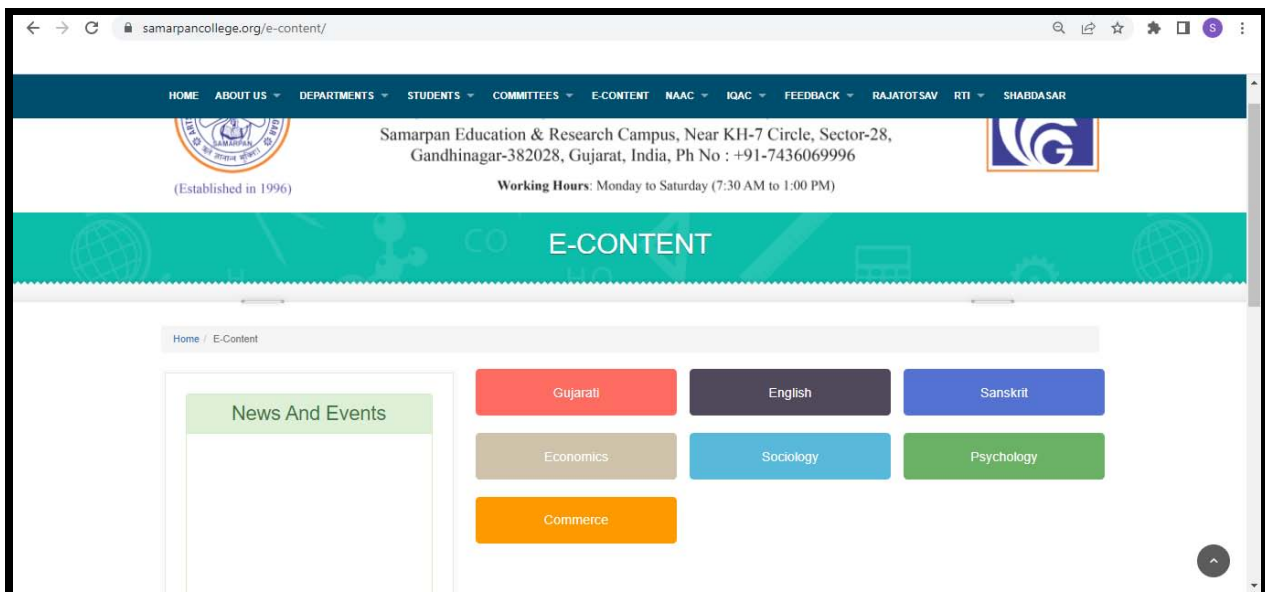 samarpancollege.org/e-content/
S
HOME ABOUT US DEPARTMENTS STUDENTS COMMITTEES E-CONTENT NAAC IQAC FEEDBACK RAJATOTSAV RTI SHABDASAR
SAMARPAN
Samarpan Education & Research Campus, Near KH-7 Circle, Sector-28,
Gandhinagar-382028, Gujarat, India, Ph No : +91-7436069996
(Established in 1996)
Working Hours: Monday to Saturday (7:30 AM to 1:00 PM)
E-CONTENT
Home / E-Content
News And Events
Gujarati English Sanskrit
Economics Sociology Psychology
Commerce